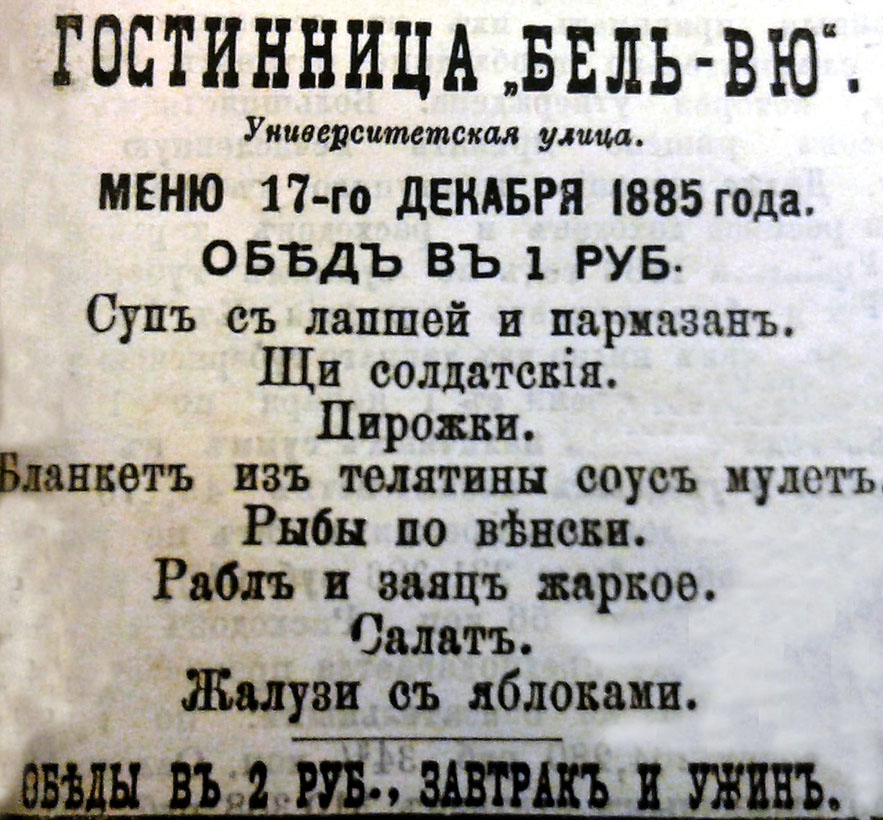 ГОСТИННИЦА „БЕЛЬ-ВЮ“.
Университетская улица.
МЕНЮ 17-го ДЕКАБРЯ 1885 года.
ОБѢДЪ ВЪ 1 РУБ.
Супъ съ лапшей и пармазанъ.
Щи солдатскія.
Пирожки.
Бланкетъ изъ телятины соусъ мулетъ.
Рыбы по вѣнски.
Раблъ и заяцъ жаркое.
Салатъ.
Жалузи съ яблоками.
ОБѢДЫ ВЪ 2 РУБ., ЗАВТРАКЪ И УЖИНЪ.